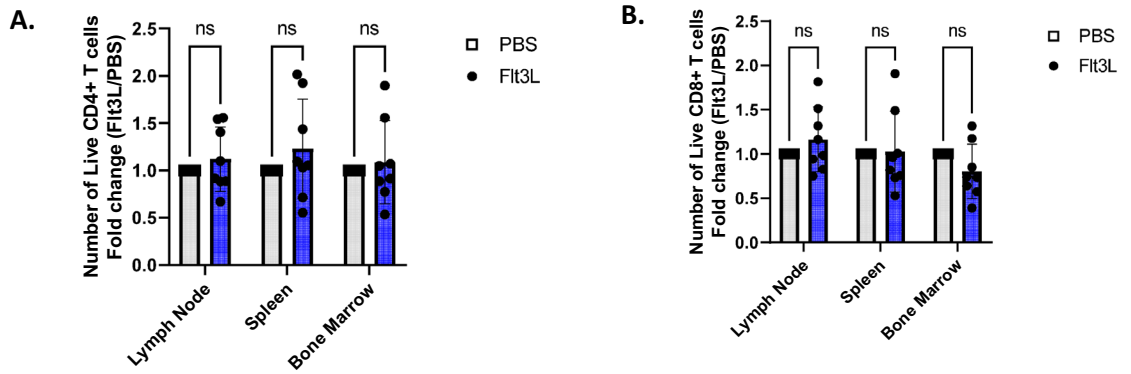 A.
Number of Live CD4+ T cells
Fold change (Flt3L/PBS)
2.5
2.0
1.5
1.0
0.5
0.0
ns
ns
ns
Lymph Node
Spleen
Bone Marrow
PBS
Flt3L
B.
Number of Live CD8+ T cells
Fold change (Flt3L/PBS)
2.5
2.0
1.5
1.0
0.5
0.0
ns
ns
ns
Lymph Node
Spleen
Bone Marrow
PBS
Flt3L